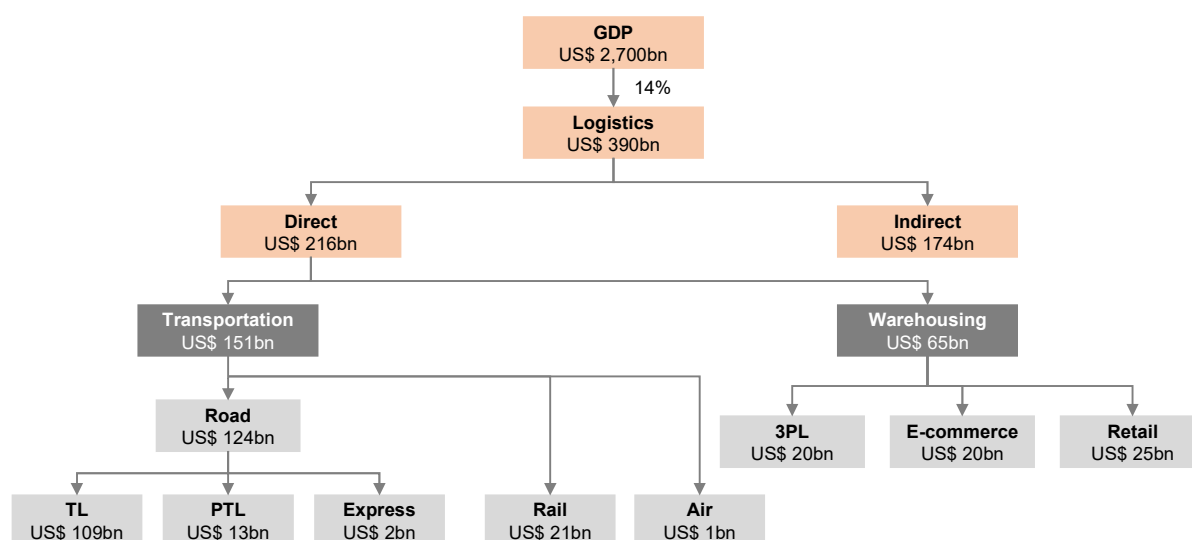 GDP
US$ 2,700bn
14%
Logistics
US$ 390bn
Direct
US$ 216bn
Indirect
US$ 174bn
Transportation
US$ 151bn
Warehousing
US$ 65bn
Road
US$ 124bn
3PL
US$ 20bn
E-commerce
US$ 20bn
Retail
US$ 25bn
TL
US$ 109bn
PTL
US$ 13bn
Express
US$ 2bn
Rail
US$ 21bn
Air
US$ 1bn